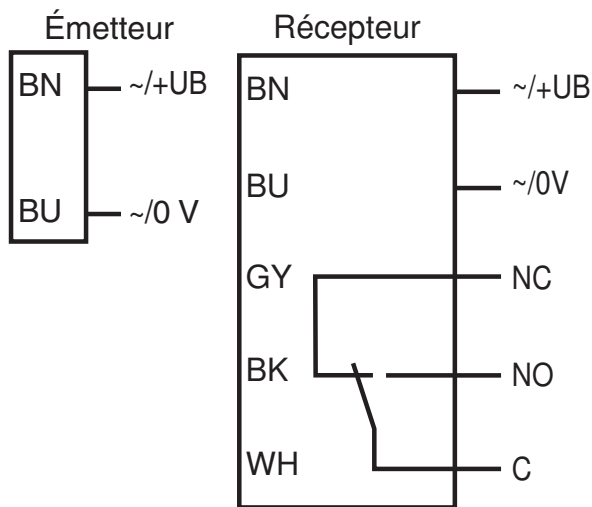 Émetteur
BN ~/+UB
BU ~/0 V
Récepteur
BN ~/+UB
BU ~/0V
GY NC
BK NO
WH C